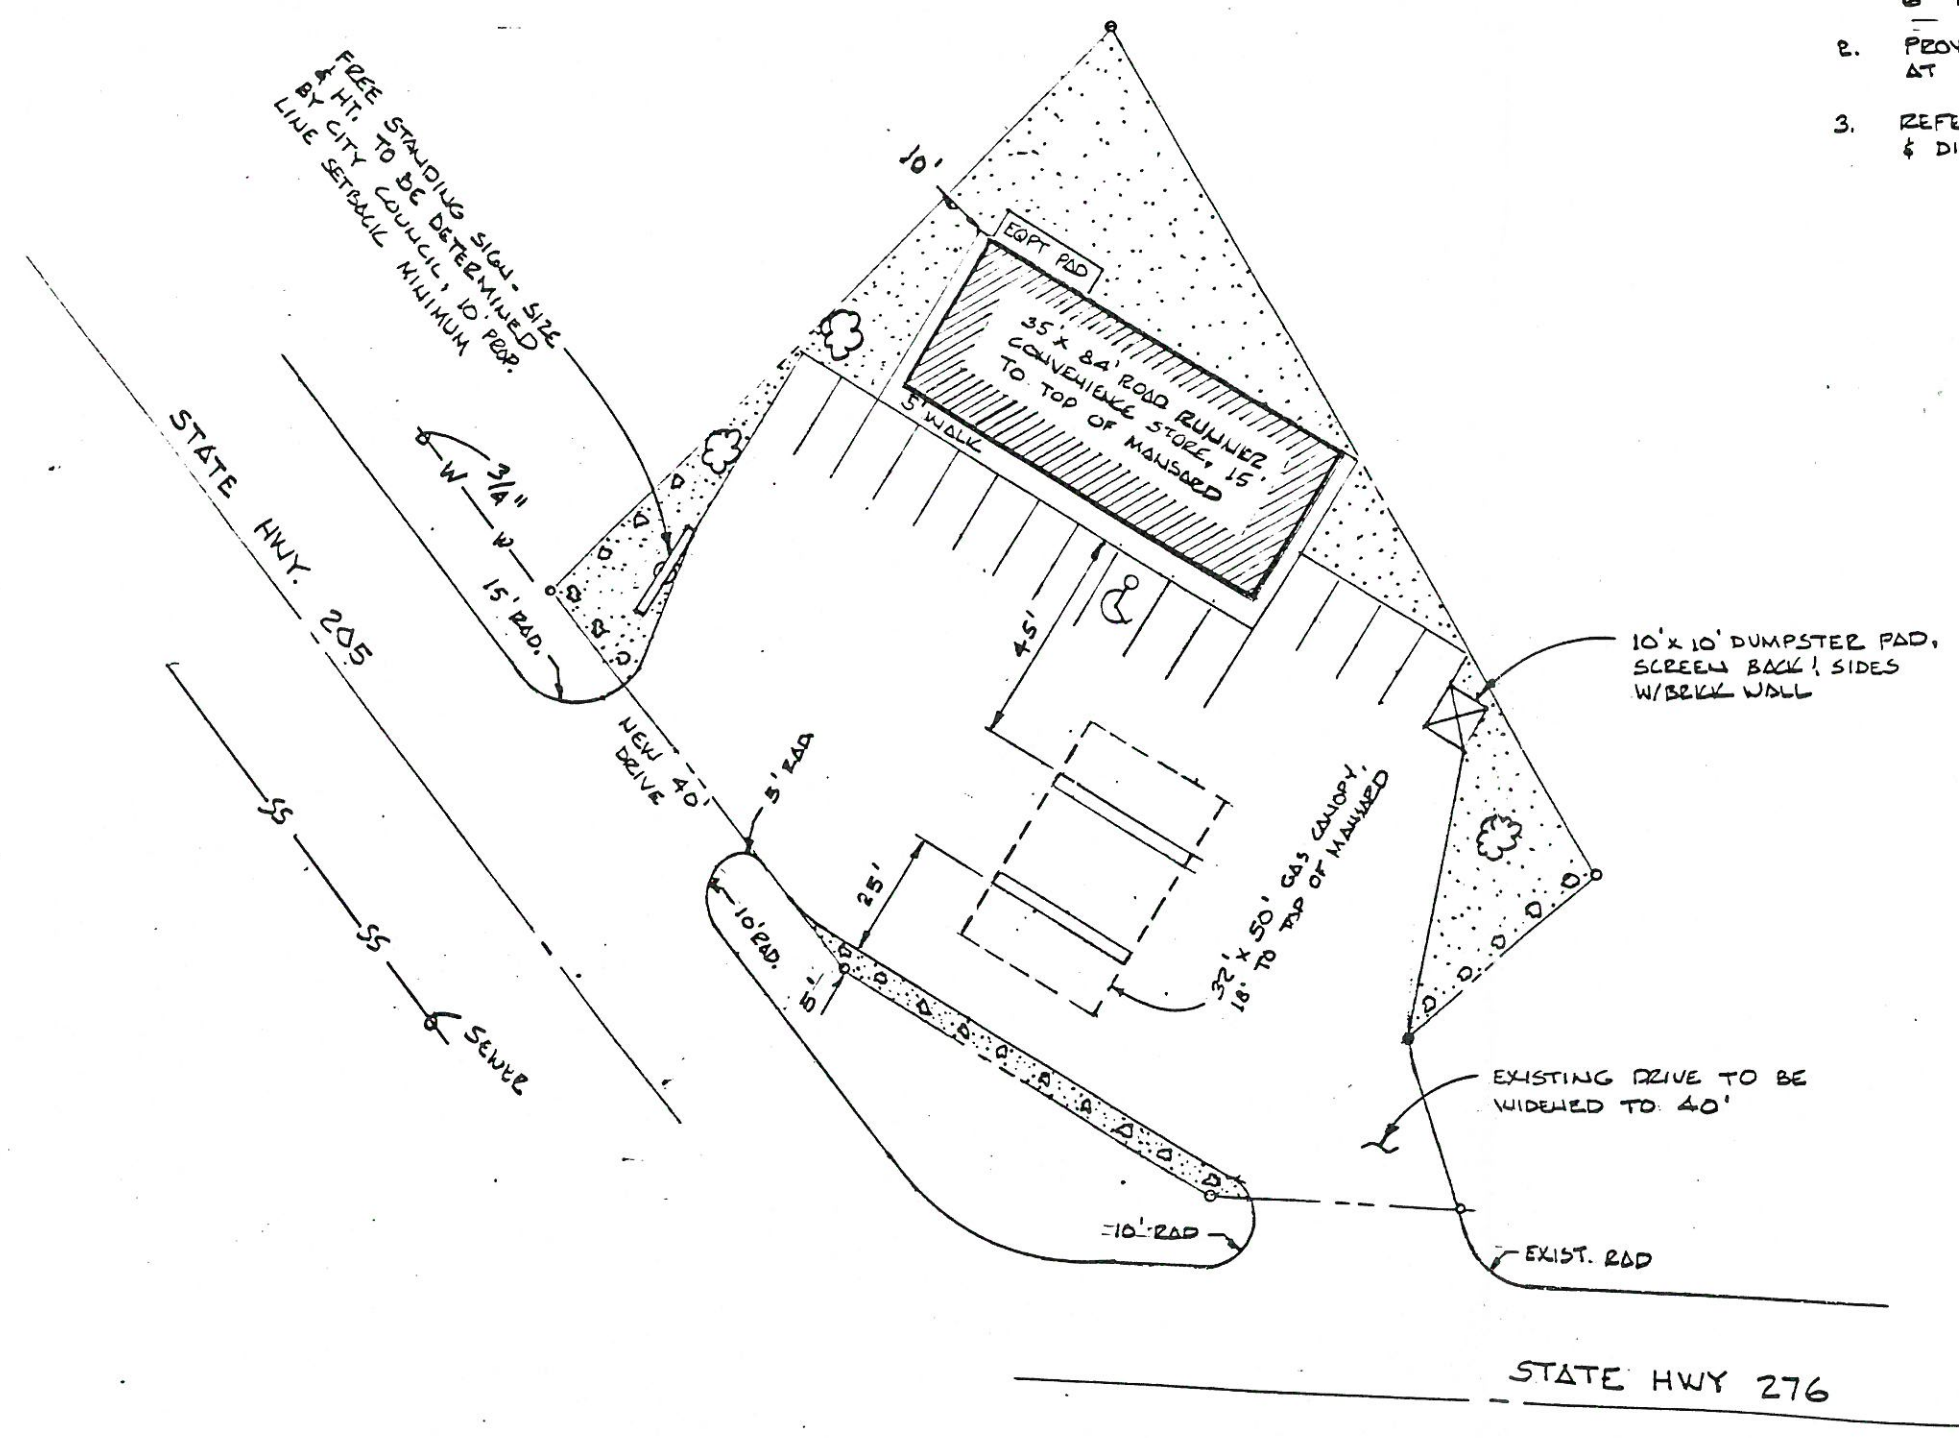 2. PROV
AT
3. REFE
& DI
FREE STANDING SIGN- SIZE
& HT. TO BE DETERMINED
BY CITY COUNCIL, 10' PROP.
LINE SETBACK MINIMUM
10'
EQPT PAD
35' X 84' ROAD RUNNER
CONVENIENCE STORE, 15'
TO TOP OF MANSARD
5' WALK
STATE HWY. 205
3/4"
W
W
15' RAD.
45'
10' X 10' DUMPSTER PAD,
SCREEN BACK & SIDES
W/BRICK WALL
NEW 40'
DRIVE
5' RAD
25'
32' X 50' GAS CANOPY,
18' TO TOP OF MANSARD
10' RAD.
5'
SS
SS
SEWER
EXISTING DRIVE TO BE
WIDENED TO 40'
10' RAD
EXIST. RAD
STATE HWY 276